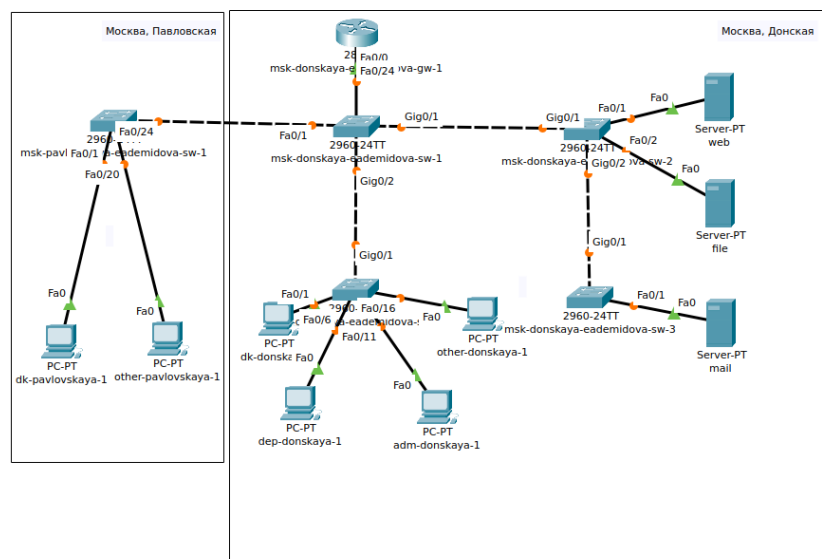 Москва, Павловская
Москва, Донская
Fa0/0
Fa0/24
msk-donskaya-e
ova-gw-1
Fa0/24
Fa0/1
Fa0/20
msk-pavl
a-eademidova-sw-1
Fa0/1
Gig0/1
2960-24TT
msk-donskaya-eademidova-sw-1
Gig0/2
Gig0/1
Fa0/1
Fa0/2
2960-24TT
msk-donskaya-e
ova-sw-2
Gig0/2
Fa0
Server-PT
web
Fa0
Server-PT
file
Gig0/1
Fa0/1
Fa0
2960-24TT
msk-donskaya-eademidova-sw-3
Server-PT
mail
Gig0/1
Fa0/1
Fa0/6
Fa0/11
Fa0/16
a-eademidova-s
PC-PT
dk-donska
Fa0
PC-PT
other-donskaya-1
Fa0
PC-PT
dep-donskaya-1
Fa0
PC-PT
adm-donskaya-1
Fa0
PC-PT
dk-pavlovskaya-1
Fa0
PC-PT
other-pavlovskaya-1